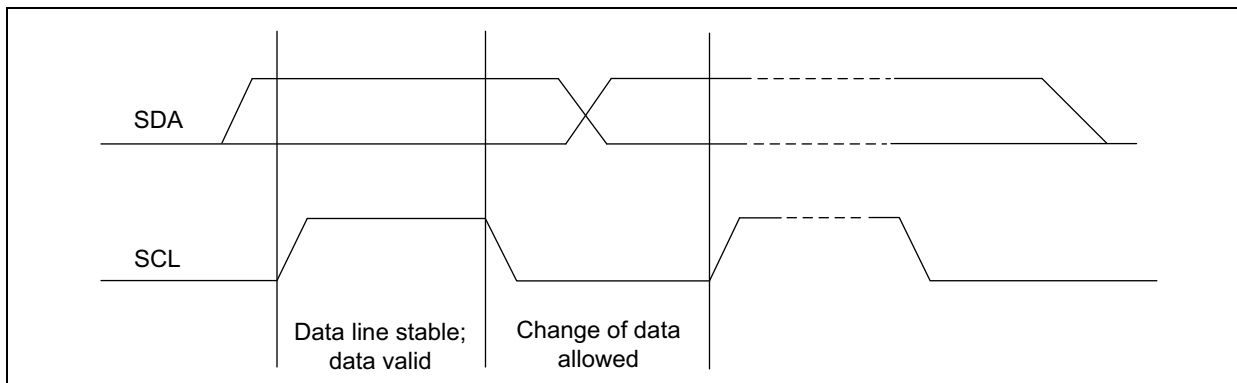 SDA
SCL
Data line stable;
data valid
Change of data
allowed